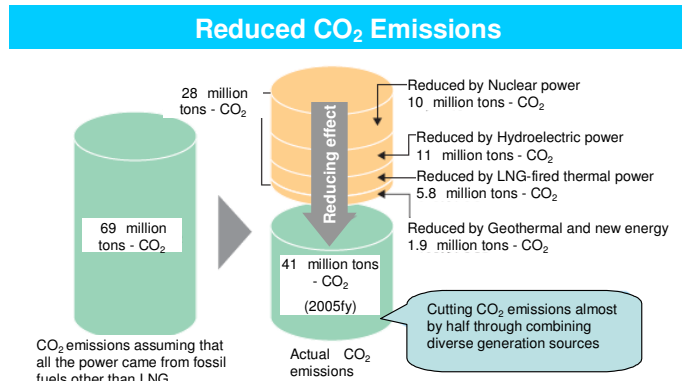 Reduced CO₂ Emissions
28 million
tons - CO₂
Reduced by Nuclear power
10 million tons - CO₂
Reducing effect
Reduced by Hydroelectric power
11 million tons - CO₂
Reduced by LNG-fired thermal power
5.8 million tons - CO₂
Reduced by Geothermal and new energy
1.9 million tons - CO₂
69 million
tons - CO₂
41 million tons
- CO₂
(2005fy)
Cutting CO₂ emissions almost
by half through combining
diverse generation sources
CO₂ emissions assuming that
all the power came from fossil
fuels other than LNG
Actual CO₂
emissions